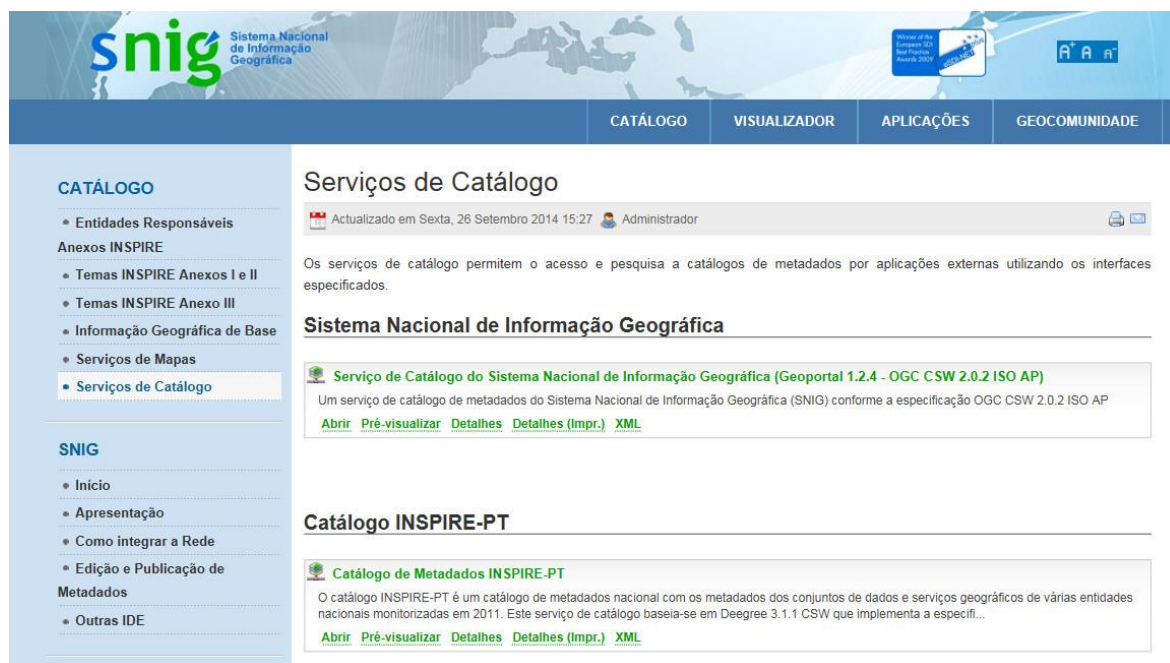 snig
Sistema Nacional
de Informação
Geográfica
Winner of the
European SDI
Best Practice
Awards 2009
A+ A A-
CATÁLOGO
VISUALIZADOR
APLICAÇÕES
GEOCOMUNIDADE
CATÁLOGO
Entidades Responsáveis
Anexos INSPIRE
Temas INSPIRE Anexos I e II
Temas INSPIRE Anexo III
Informação Geográfica de Base
Serviços de Mapas
Serviços de Catálogo
SNIG
Início
Apresentação
Como integrar a Rede
Edição e Publicação de
Metadados
Outras IDE
Serviços de Catálogo
Actualizado em Sexta, 26 Setembro 2014 15:27 Administrador
Os serviços de catálogo permitem o acesso e pesquisa a catálogos de metadados por aplicações externas utilizando os interfaces
especificados.
Sistema Nacional de Informação Geográfica
Serviço de Catálogo do Sistema Nacional de Informação Geográfica (Geoportal 1.2.4 - OGC CSW 2.0.2 ISO AP)
Um serviço de catálogo de metadados do Sistema Nacional de Informação Geográfica (SNIG) conforme a especificação OGC CSW 2.0.2 ISO AP
Abrir Pré-visualizar Detalhes Detalhes (Impr.) XML
Catálogo INSPIRE-PT
Catálogo de Metadados INSPIRE-PT
O catálogo INSPIRE-PT é um catálogo de metadados nacional com os metadados dos conjuntos de dados e serviços geográficos de várias entidades
nacionais monitorizadas em 2011. Este serviço de catálogo baseia-se em Deegree 3.1.1 CSW que implementa a especifi...
Abrir Pré-visualizar Detalhes Detalhes (Impr.) XML